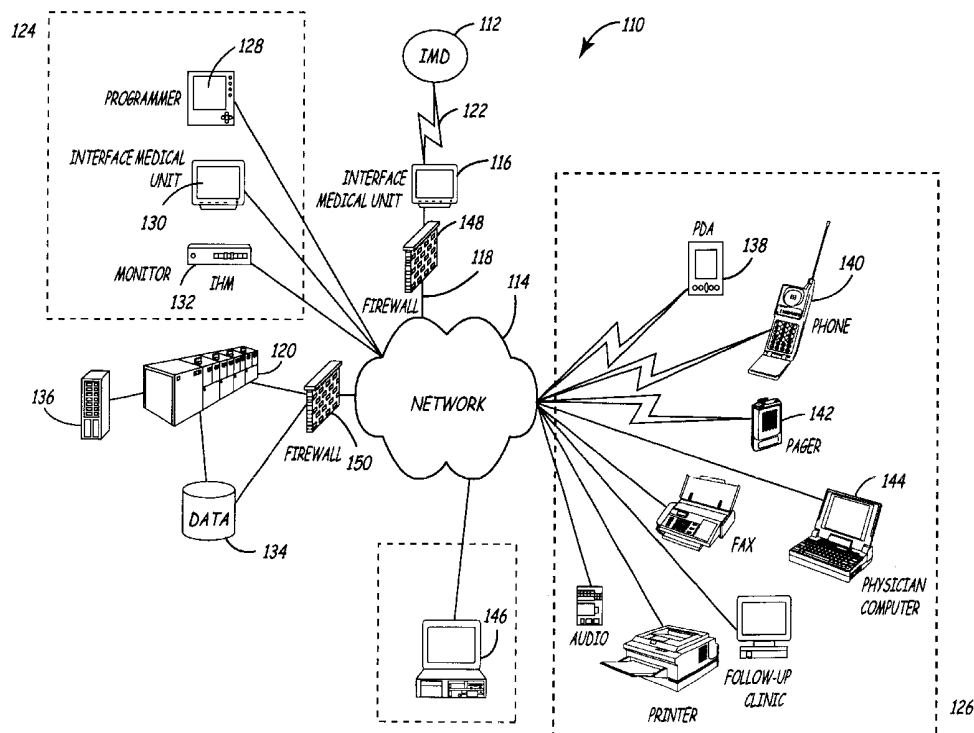 124
112
110
128
IMD
PROGRAMMER
122
INTERFACE MEDICAL
UNIT
116
INTERFACE
MEDICAL UNIT
130
148
PDA
138
140
118
114
MONITOR
132
IHM
FIREWALL
PHONE
120
136
NETWORK
142
PAGER
FIREWALL
150
144
DATA
134
FAX
PHYSICIAN
COMPUTER
146
AUDIO
FOLLOW-UP
CLINIC
PRINTER
126